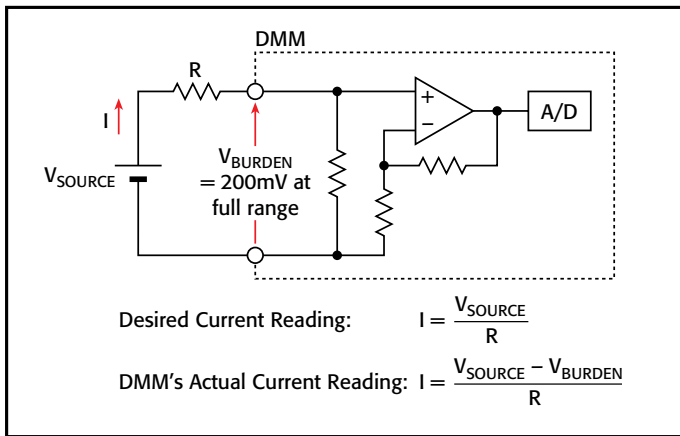 DMM
R
I
+
–
A/D
V_SOURCE
V_BURDEN
= 200mV at
full range
Desired Current Reading: I = V_SOURCE / R
DMM's Actual Current Reading: I = V_SOURCE – V_BURDEN / R